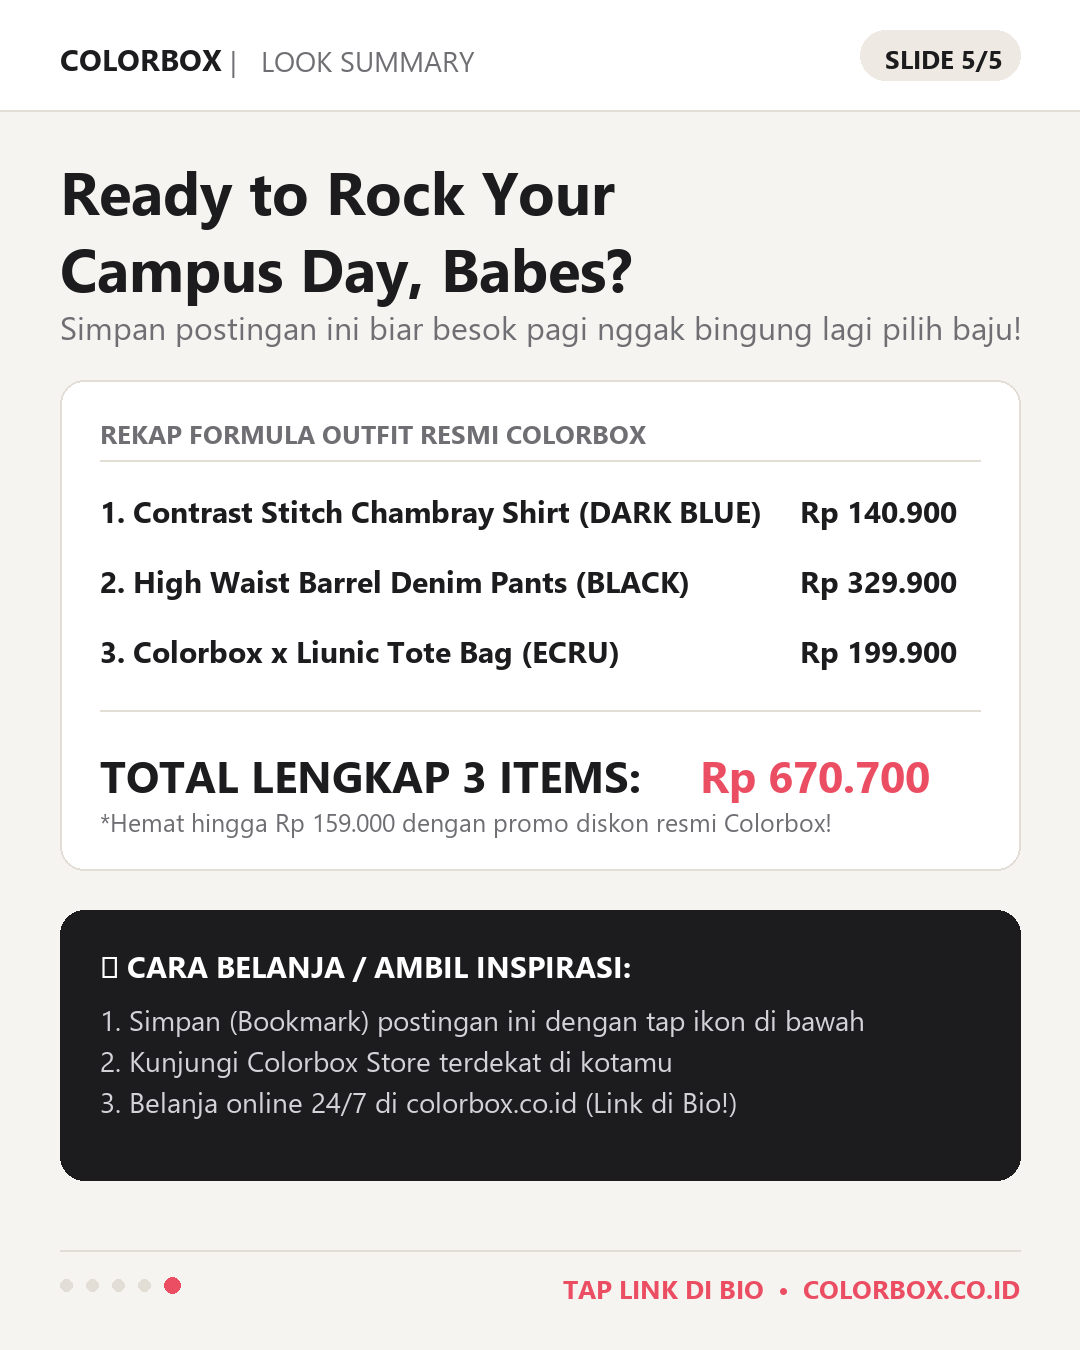 COLORBOX | LOOK SUMMARY
SLIDE 5/5
Ready to Rock Your
Campus Day, Babes?
Simpan postingan ini biar besok pagi nggak bingung lagi pilih baju!
REKAP FORMULA OUTFIT RESMI COLORBOX
1. Contrast Stitch Chambray Shirt (DARK BLUE) Rp 140.900
2. High Waist Barrel Denim Pants (BLACK) Rp 329.900
3. Colorbox x Liunic Tote Bag (ECRU) Rp 199.900
TOTAL LENGKAP 3 ITEMS: Rp 670.700
*Hemat hingga Rp 159.000 dengan promo diskon resmi Colorbox!
CARA BELANJA / AMBIL INSPIRASI:
1. Simpan (Bookmark) postingan ini dengan tap ikon di bawah
2. Kunjungi Colorbox Store terdekat di kotamu
3. Belanja online 24/7 di colorbox.co.id (Link di Bio!)
TAP LINK DI BIO • COLORBOX.CO.ID